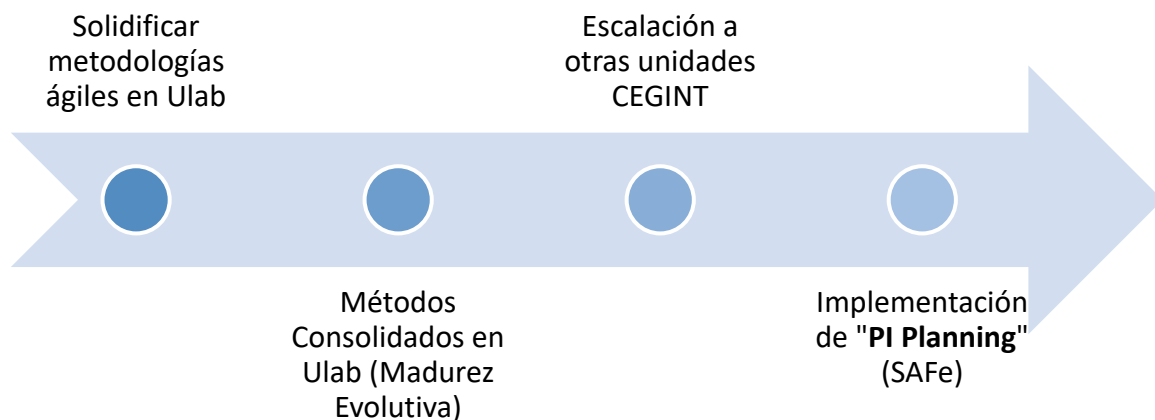 Solidificar
metodologías
ágiles en Ulab
Métodos
Consolidados en
Ulab (Madurez
Evolutiva)
Escalación a
otras unidades
CEGINT
Implementación
de "PI Planning"
(SAFe)